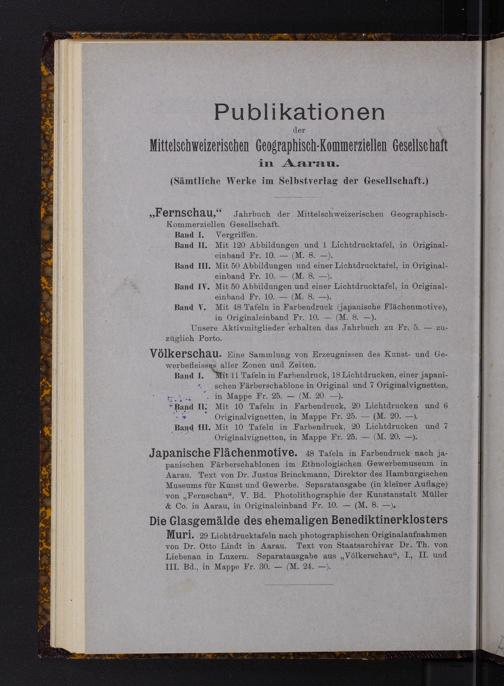 Publikationen
der
Mittelschweizerischen Geographisch-Kommerziellen Gesellschaft
in Aarau.
(Sämtliche Werke im Selbstverlag der Gesellschaft.)
„Fernschau,“ Jahrbuch der Mittelschweizerischen Geographisch-
Kommerziellen Gesellschaft.
Band I. Vergriffen.
Band II. Mit 120 Abbildungen und 1 Lichtdrucktafel, in Original-
einband Fr. 10. — (M. 8. —).
Band III. Mit 50 Abbildungen und einer Lichtdrucktafel, in Original-
einband Fr. 10. — (M. 8. —).
Band IV. Mit 50 Abbildungen und einer Lichtdrucktafel, in Original-
einband Fr. 10. — (M. 8. —).
Band V. Mit 48 Tafeln in Farbendruck (japanische Flächenmotive),
in Originaleinband Fr. 10. — (M. 8. —).
Unsere Aktivmitglieder erhalten das Jahrbuch zu Fr. 5. — zu-
züglich Porto.
Völkerschau. Eine Sammlung von Erzeugnissen des Kunst- und Ge-
werbefleisses aller Zonen und Zeiten.
Band I. Mit 11 Tafeln in Farbendruck, 18 Lichtdrucken, einer japani-
schen Färberschablone in Original und 7 Originalvignetten,
in Mappe Fr. 25. — (M. 20. —).
Band II. Mit 10 Tafeln in Farbendruck, 20 Lichtdrucken und 6
Originalvignetten, in Mappe Fr. 25. — (M. 20. —).
Band III. Mit 10 Tafeln in Farbendruck, 20 Lichtdrucken und 7
Originalvignetten, in Mappe Fr. 25. — (M. 20. —).
Japanische Flächenmotive. 48 Tafeln in Farbendruck nach ja-
panischen Färberschablonen im Ethnologischen Gewerbemuseum in
Aarau. Text von Dr. Justus Brinckmann, Direktor des Hamburgischen
Museums für Kunst und Gewerbe. Separatausgabe (in kleiner Auflage)
von „Fernschau“, V. Bd. Photolithographie der Kunstanstalt Müller
& Co. in Aarau, in Originaleinband Fr. 10. — (M. 8. —).
Die Glasgemälde des ehemaligen Benediktinerklosters
Muri. 29 Lichtdrucktafeln nach photographischen Originalaufnahmen
von Dr. Otto Lindt in Aarau. Text von Staatsarchivar Dr. Th. von
Liebenau in Luzern. Separatausgabe aus „Völkerschau“, I., II. und
III. Bd., in Mappe Fr. 30. — (M. 24. —).